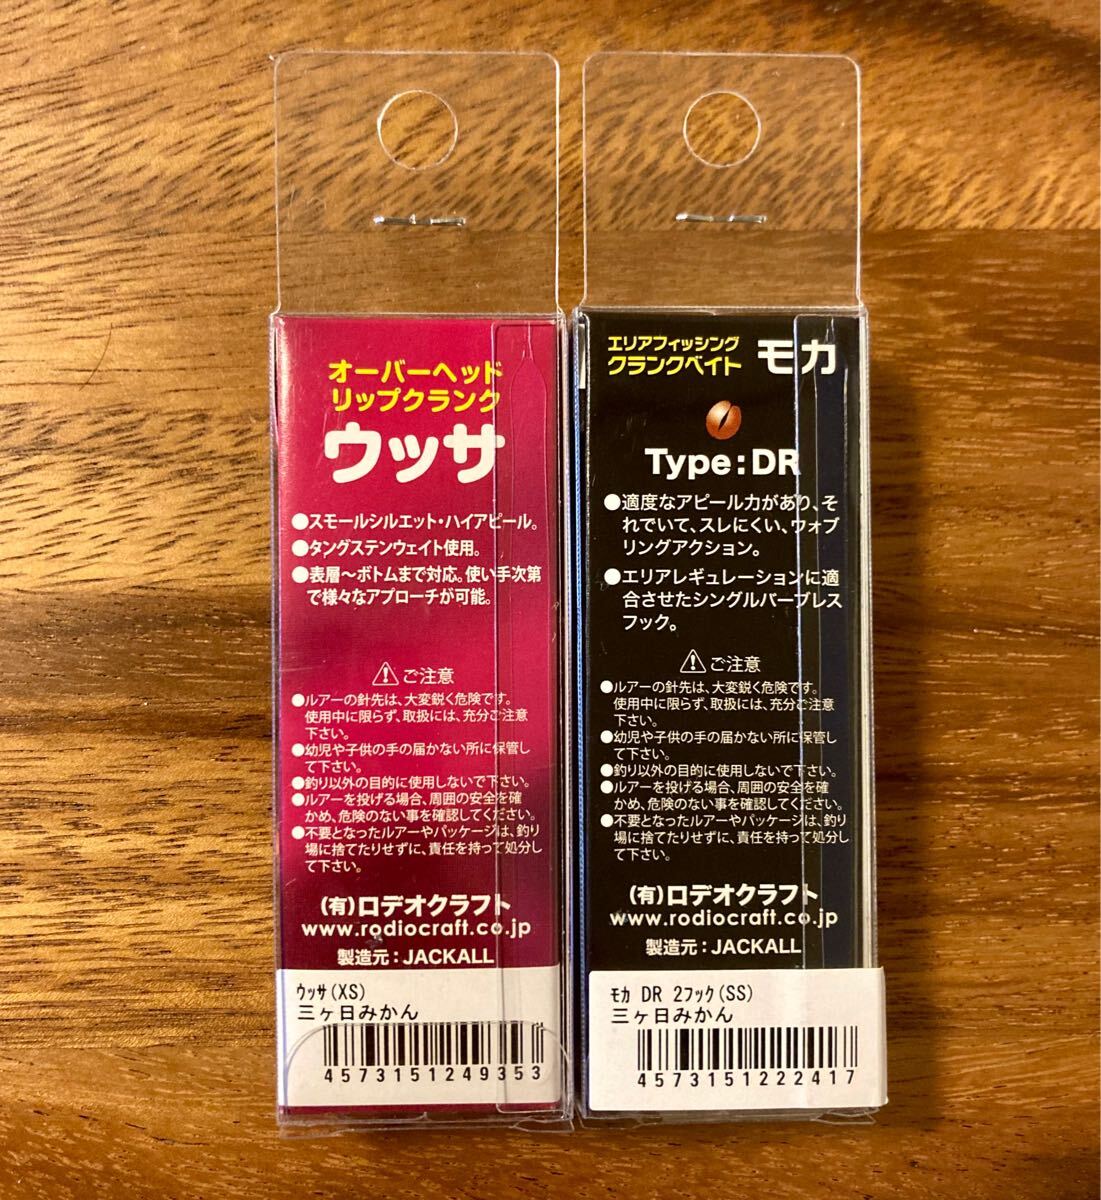 オーバーヘッド
リップクランク
ウッサ
●スモールシルエット・ハイアピール。
●タングステンウェイト使用。
●表層～ボトムまで対応。使い手次第
で様々なアプローチが可能。
ご注意
●ルアーの針先は、大変鋭く危険です。
使用中に限らず、取扱には、充分ご注意
下さい。
●幼児や子供の手の届かない所に保管し
て下さい。
●釣り以外の目的に使用しないで下さい。
●ルアーを投げる場合、周囲の安全を確
かめ、危険のない事を確認してください。
●不要となったルアーやパッケージは、釣り
場に捨てたりせずに、責任を持って処分し
て下さい。
(有)ロデオクラフト
www.rodiocraft.co.jp
製造元：JACKALL
ｳｯｻ(XS)
三ヶ日みかん
4573151249353
エリアフィッシング
クランクベイト モカ
Type:DR
●適度なアピール力があり、そ
れでいて、スレにくい、ウォブ
リングアクション。
●エリアレギュレーションに適
合させたシングルバーブレス
フック。
ご注意
●ルアーの針先は、大変鋭く危険です。
使用中に限らず、取扱には、充分ご注意
下さい。
●幼児や子供の手の届かない所に保管し
て下さい。
●釣り以外の目的に使用しないで下さい。
●ルアーを投げる場合、周囲の安全を確
かめ、危険のない事を確認してください。
●不要となったルアーやパッケージは、釣り
場に捨てたりせずに、責任を持って処分し
て下さい。
(有)ロデオクラフト
www.rodiocraft.co.jp
製造元：JACKALL
ﾓｶ DR 2ﾌｯｸ(SS)
三ヶ日みかん
4573151222417